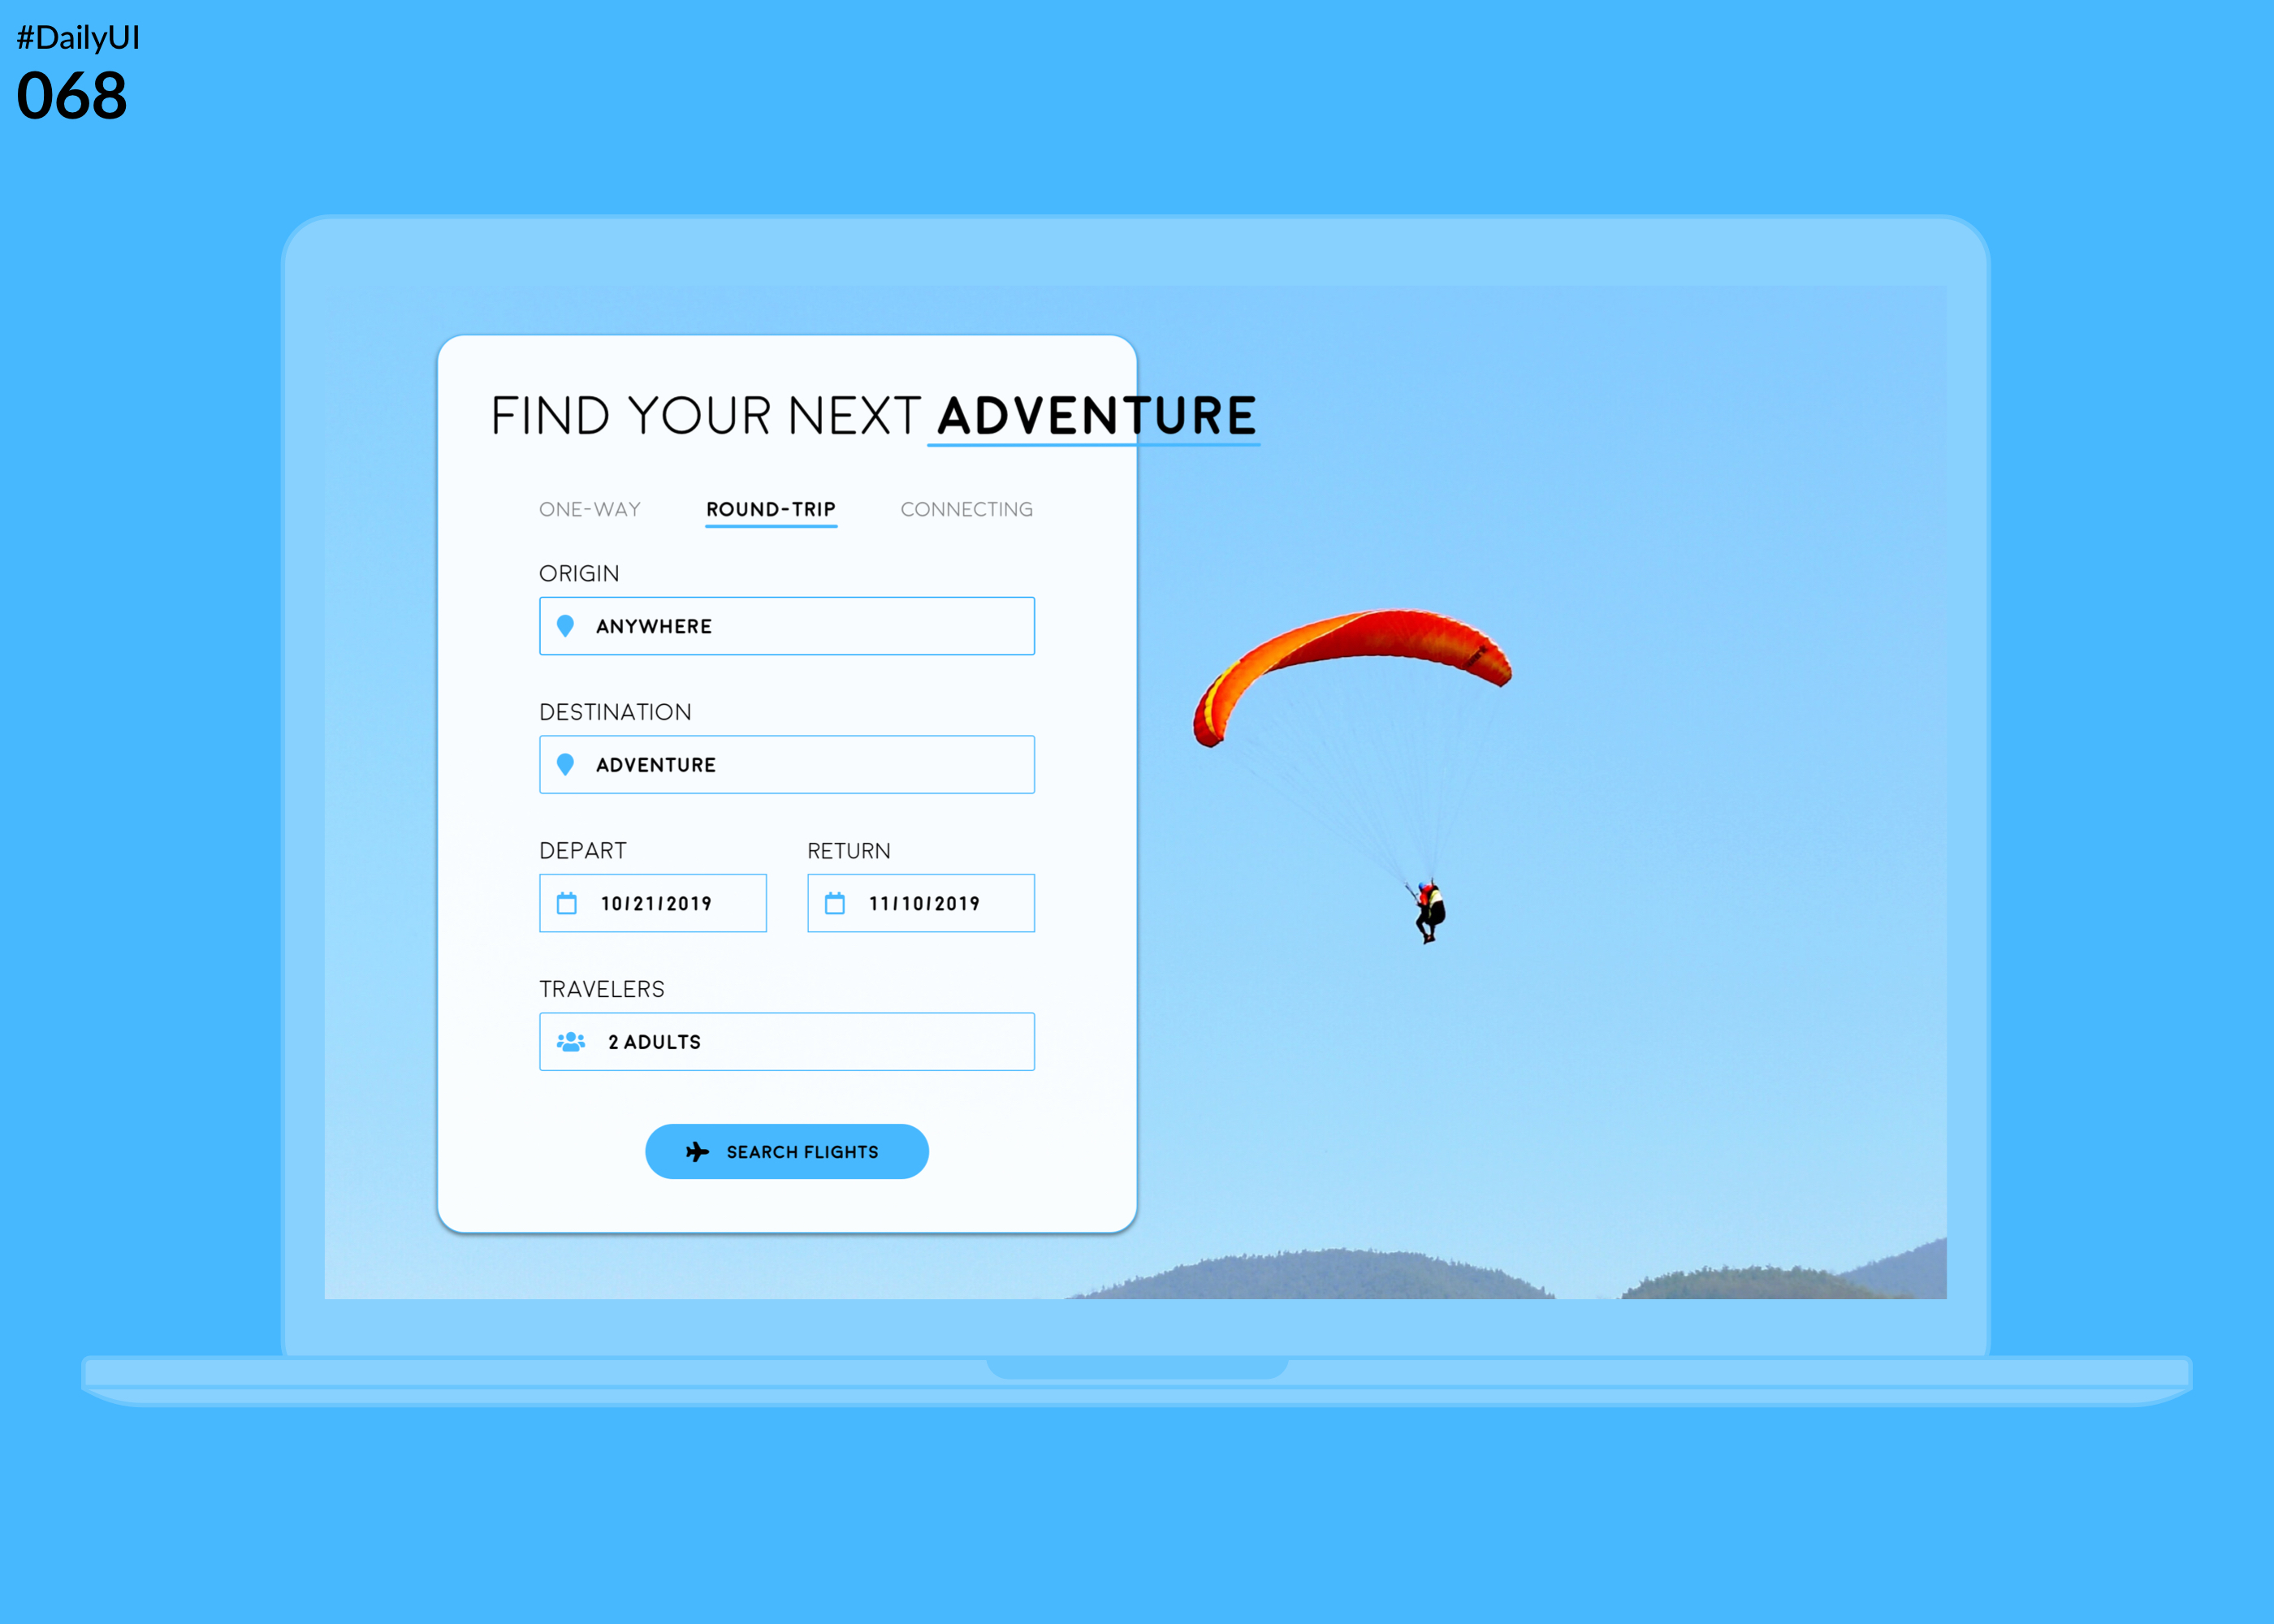 #DailyUI
068
FIND YOUR NEXT ADVENTURE
ONE-WAY ROUND-TRIP CONNECTING
ORIGIN
ANYWHERE
DESTINATION
ADVENTURE
DEPART RETURN
10/21/2019 11/10/2019
TRAVELERS
2 ADULTS
SEARCH FLIGHTS